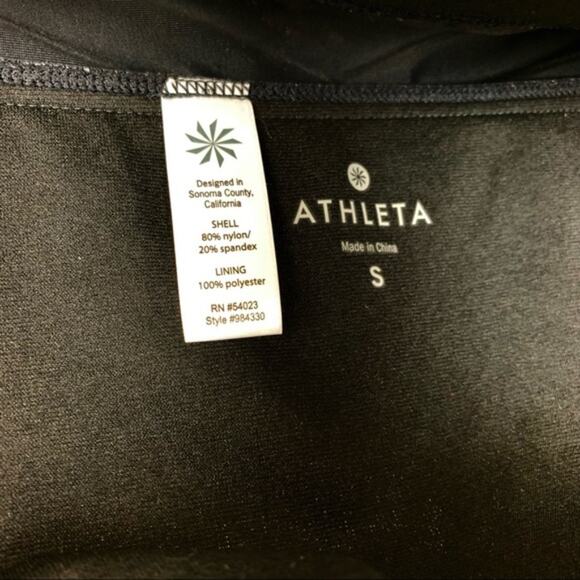 Designed in
Sonoma County,
California
SHELL
80% nylon/
20% spandex
LINING
100% polyester
RN #54023
Style #984330
ATHLETA
Made in China
S